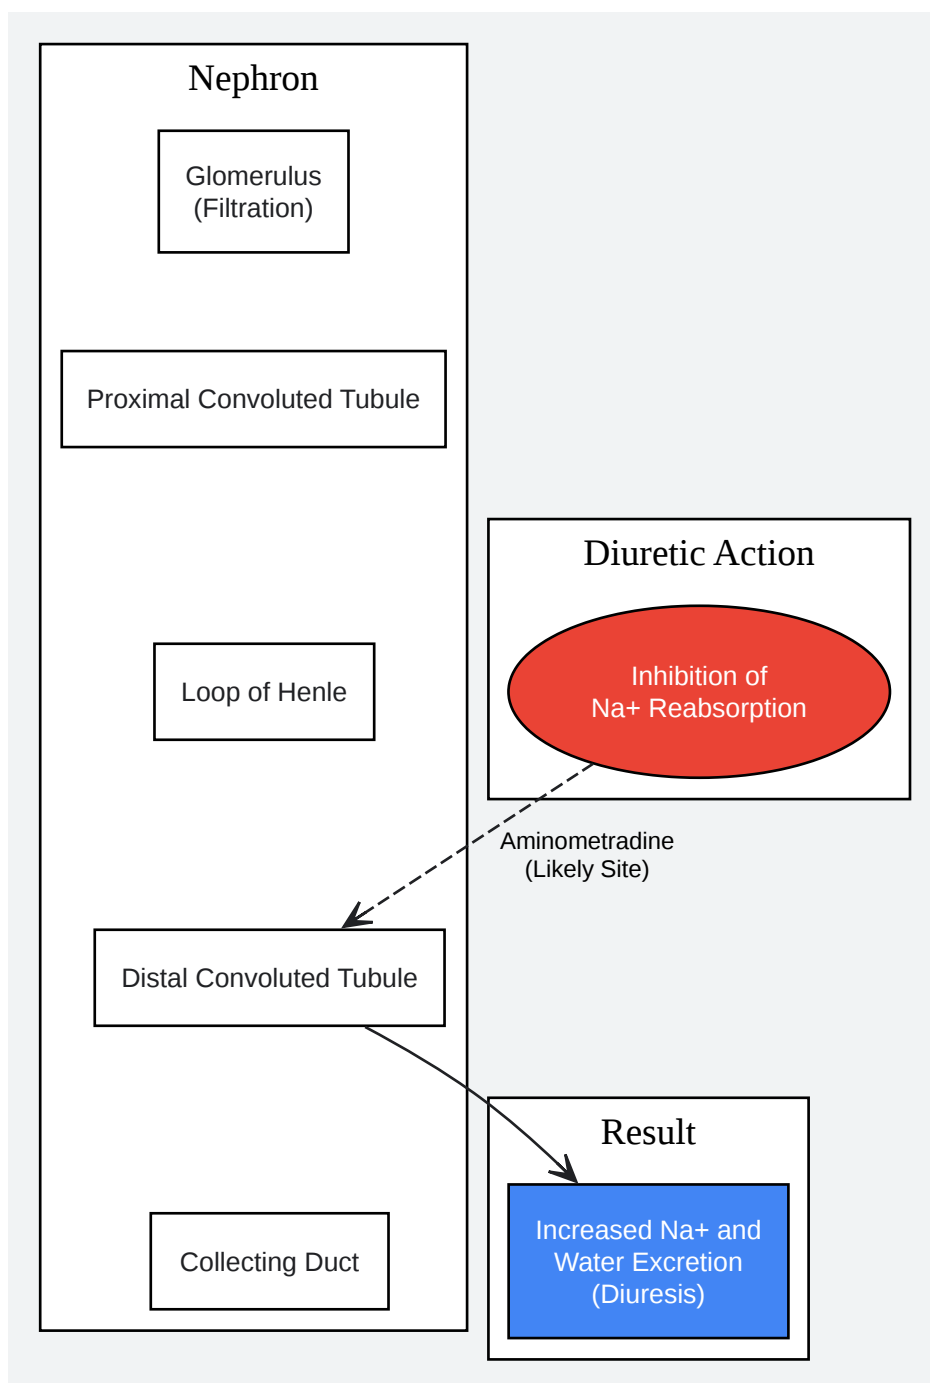 Nephron
Glomerulus
(Filtration)
Proximal Convoluted Tubule
Diuretic Action
Inhibition of
Na+ Reabsorption
Loop of Henle
Aminometradine
(Likely Site)
Distal Convoluted Tubule
Result
Increased Na+ and
Water Excretion
(Diuresis)
Collecting Duct